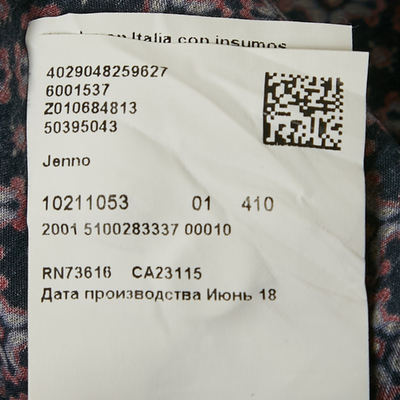 Italia con insumos
4029048259627
6001537
Z010684813
50395043
Jenno
10211053 01 410
2001 5100283337 00010
RN73616 CA23115
Дата производства Июнь 18